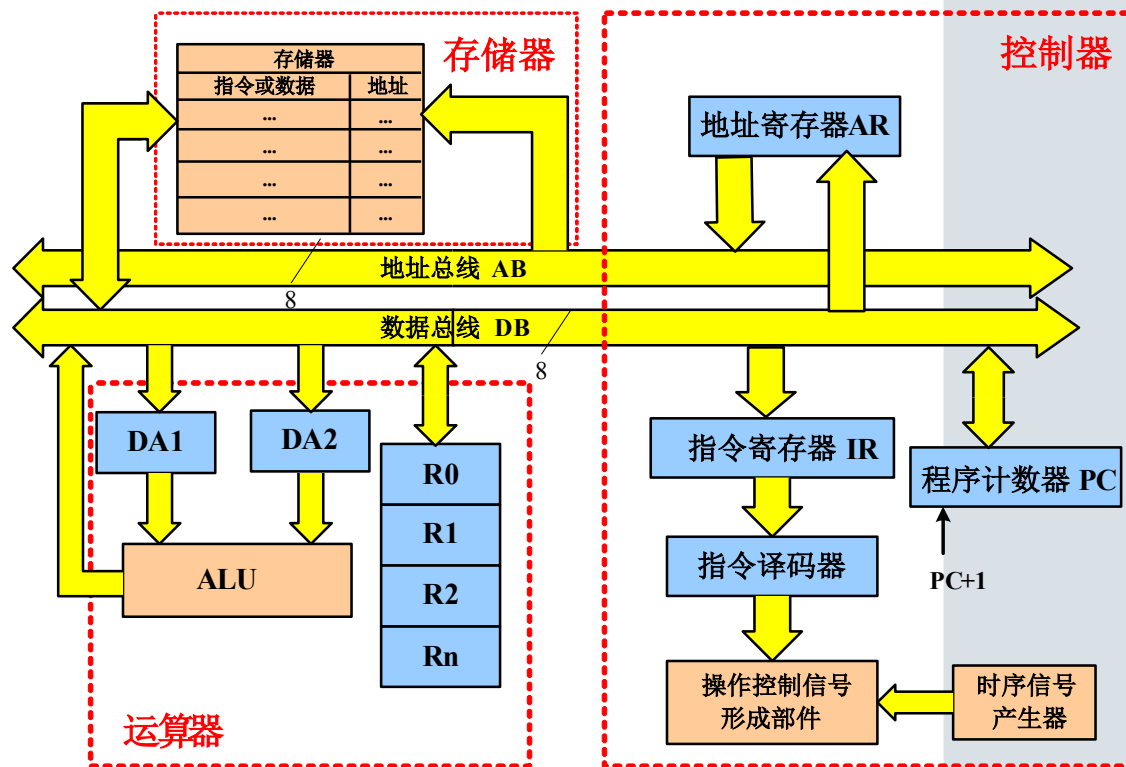 存储器
存储器
指令或数据 地址
... ...
... ...
... ...
... ...
控制器
地址寄存器AR
地址总线 AB
8
数据总线 DB
8
DA1
DA2
R0
R1
R2
Rn
ALU
运算器
指令寄存器 IR
程序计数器 PC
指令译码器
PC+1
操作控制信号
形成部件
时序信号
产生器